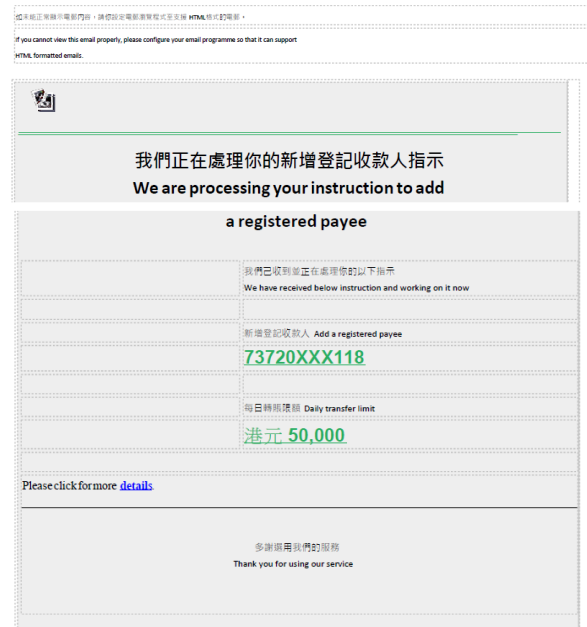 如未能正常顯示電郵內容，請你設定電郵瀏覽程式至支援 HTML格式的電郵。
If you cannot view this email properly, please configure your email programme so that it can support
HTML formatted emails.
我們正在處理你的新增登記收款人指示
We are processing your instruction to add
a registered payee
我們已收到並正在處理你的以下指示
We have received below instruction and working on it now
新增登記收款人 Add a registered payee
73720XXX118
每日轉賬限額 Daily transfer limit
港元 50,000
Please click for more details.
多謝選用我們的服務
Thank you for using our service